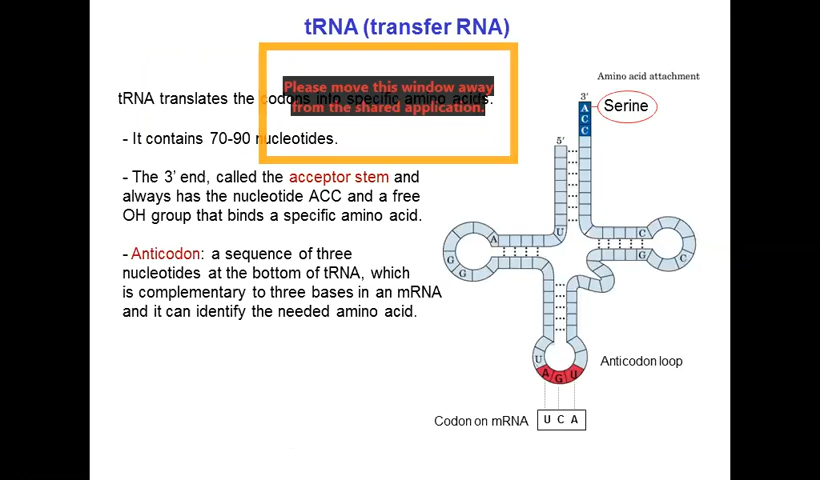 tRNA (transfer RNA)
Please move this window away
from the shared application.
tRNA translates the codons into specific amino acids.
- It contains 70-90 nucleotides.
- The 3’ end, called the acceptor stem and
always has the nucleotide ACC and a free
OH group that binds a specific amino acid.
- Anticodon: a sequence of three
nucleotides at the bottom of tRNA, which
is complementary to three bases in an mRNA
and it can identify the needed amino acid.
Amino acid attachment
3'
A
C
C
Serine
5'
A
U
C
G
G
G
C
U
A G U
Anticodon loop
Codon on mRNA
U C A